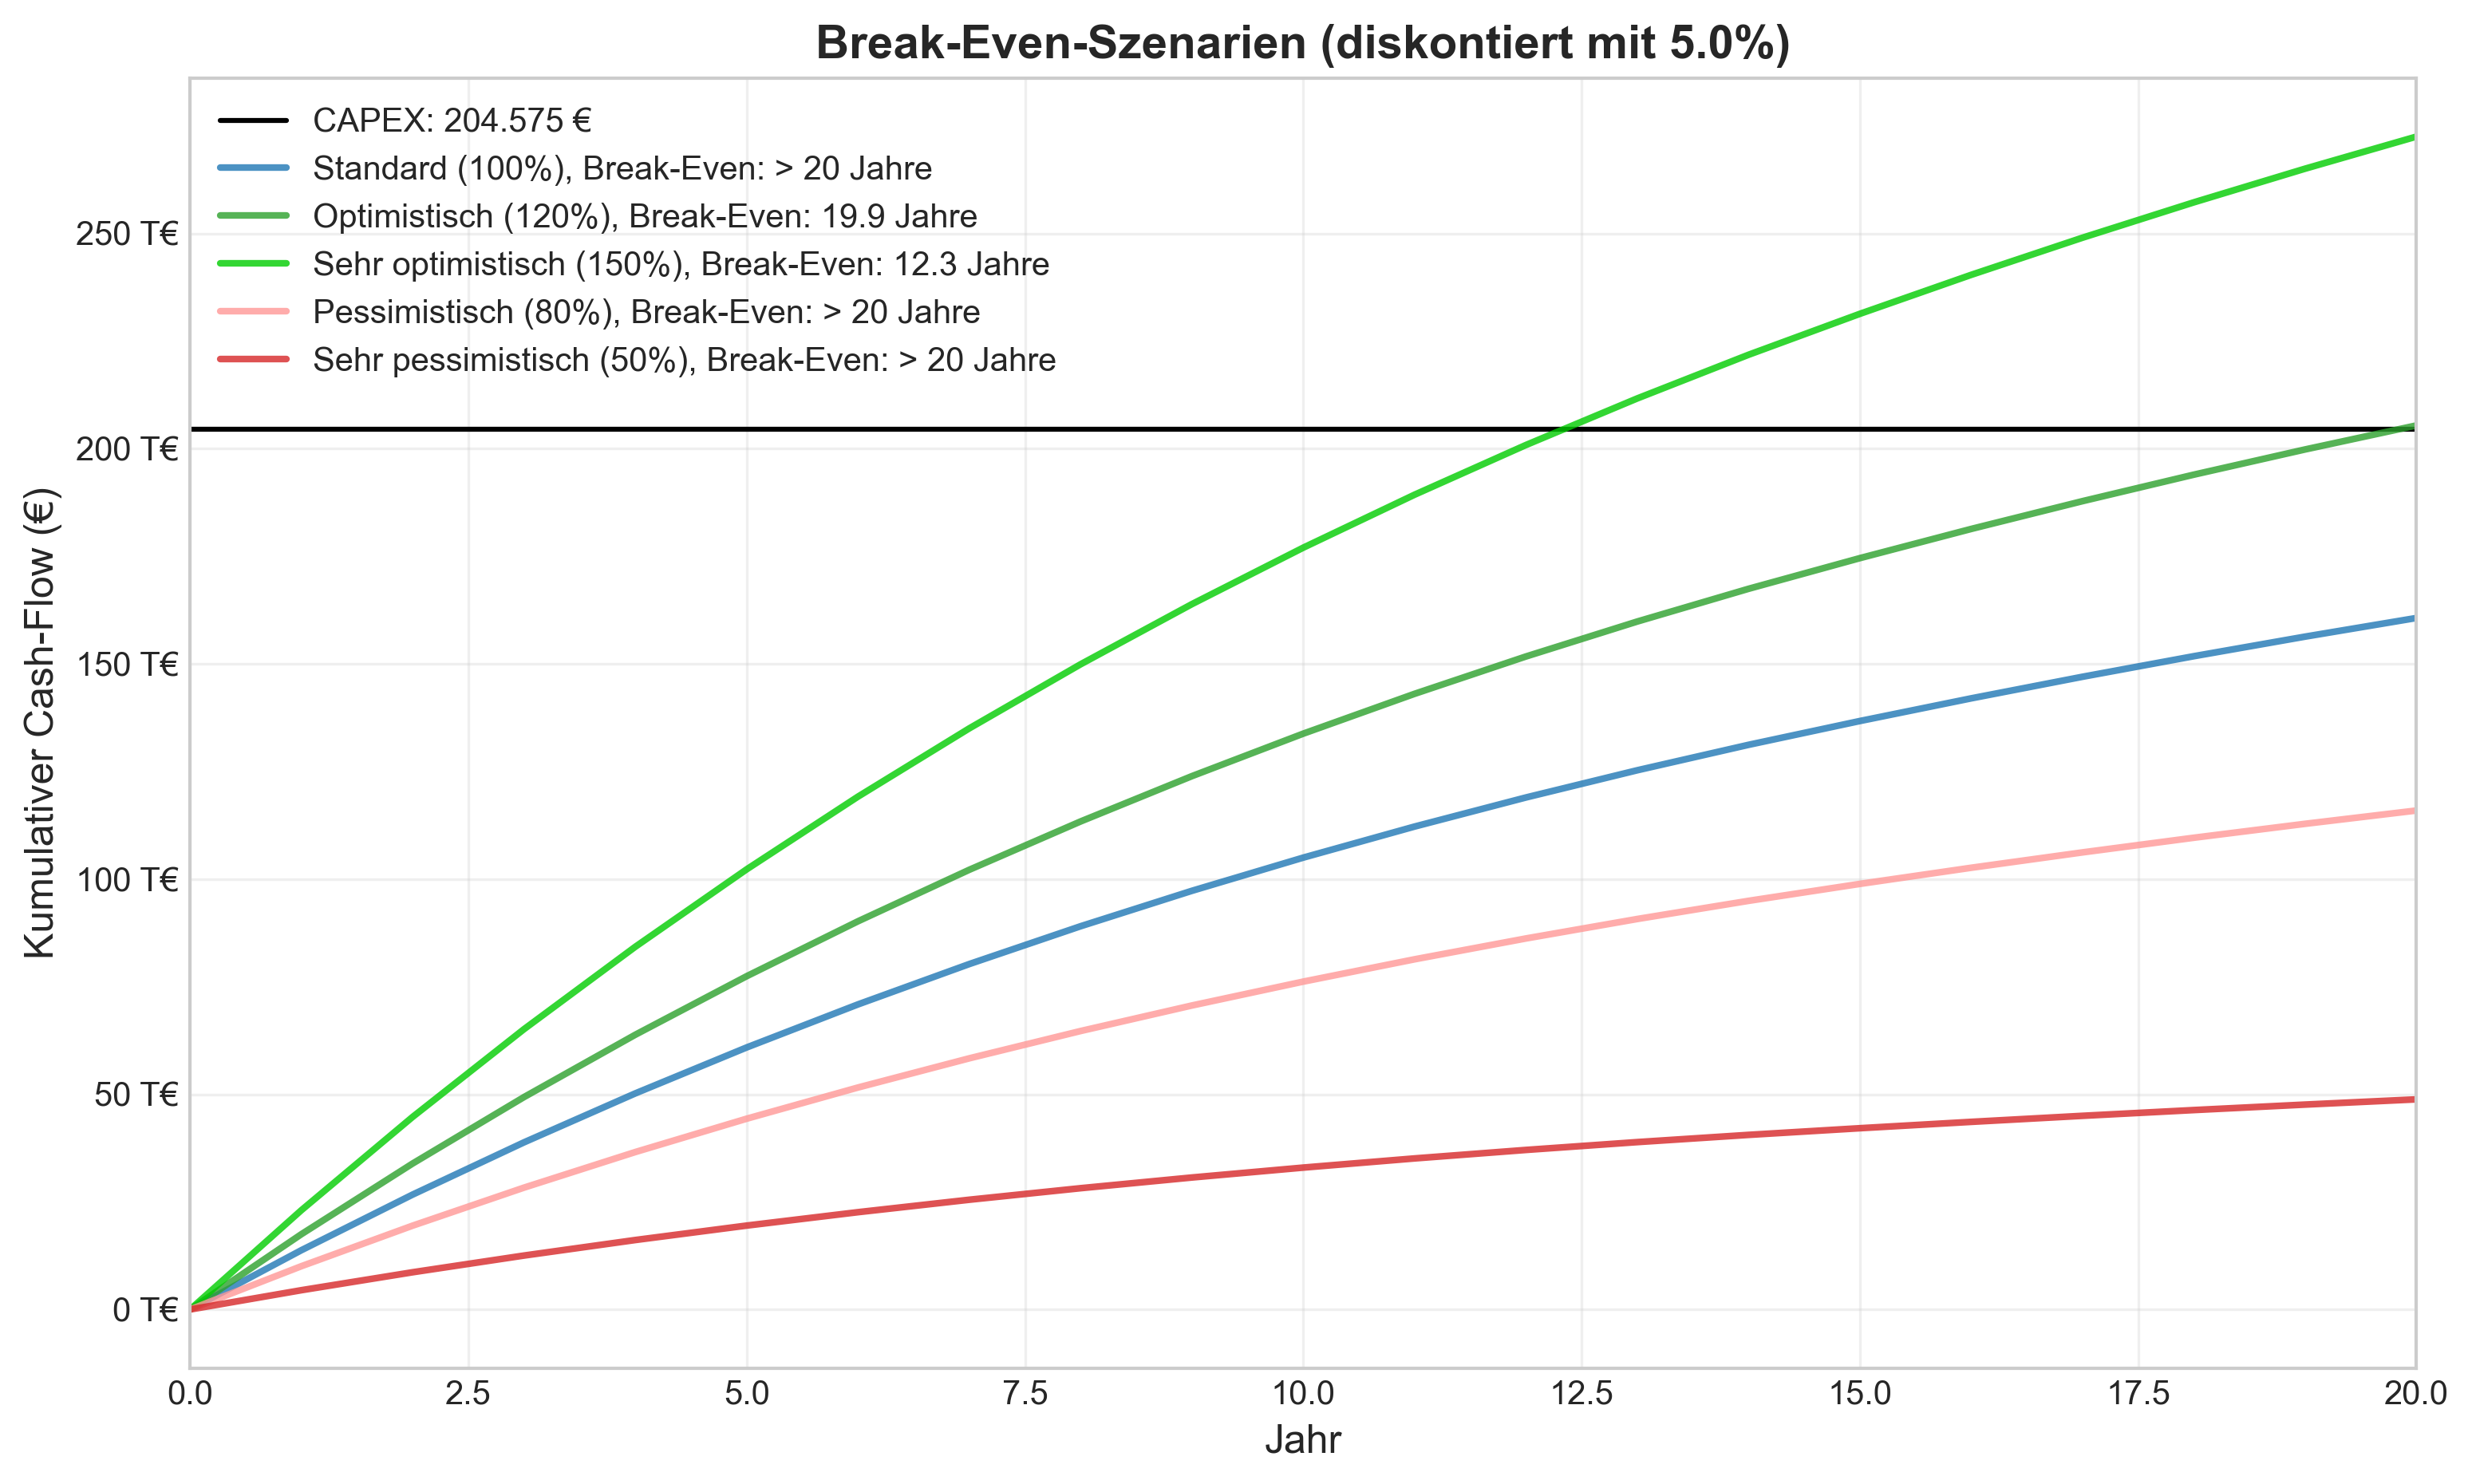 Break-Even-Szenarien (diskontiert mit 5.0%)
CAPEX: 204.575 €
Standard (100%), Break-Even: > 20 Jahre
Optimistisch (120%), Break-Even: 19.9 Jahre
Sehr optimistisch (150%), Break-Even: 12.3 Jahre
Pessimistisch (80%), Break-Even: > 20 Jahre
Sehr pessimistisch (50%), Break-Even: > 20 Jahre
Kumulativer Cash-Flow (€)
250 T€
200 T€
150 T€
100 T€
50 T€
0 T€
0.0 2.5 5.0 7.5 10.0 12.5 15.0 17.5 20.0
Jahr